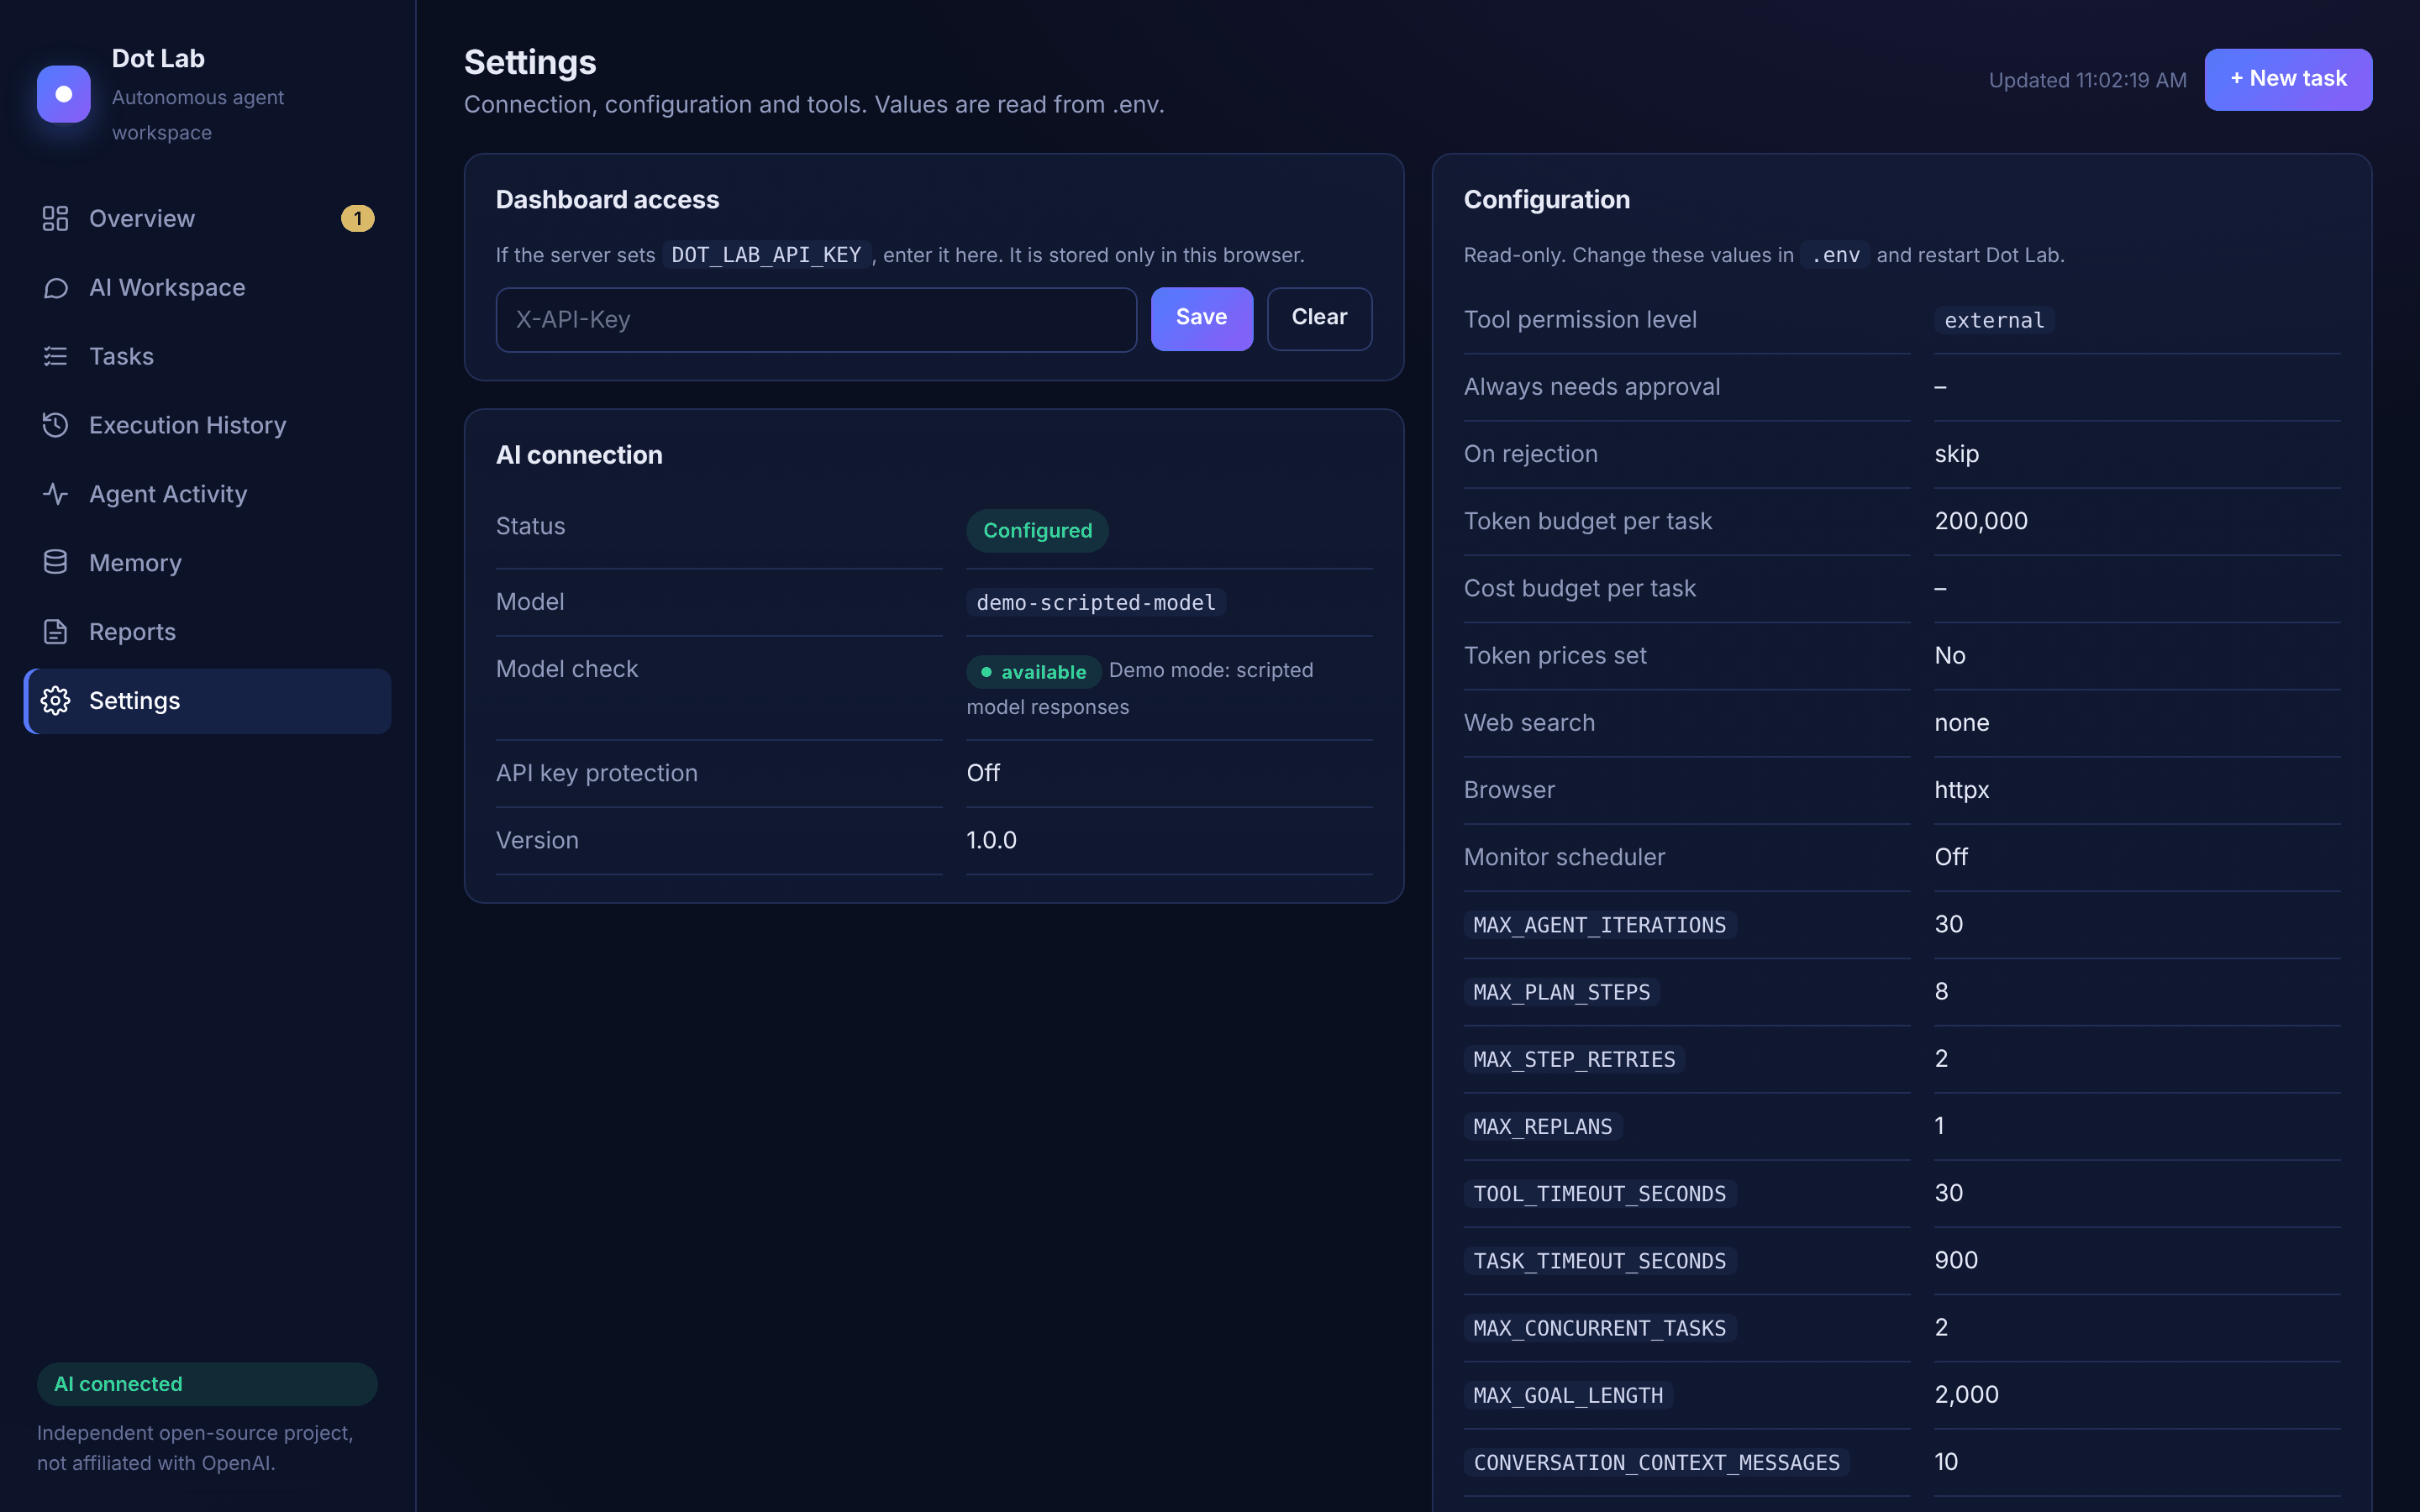 Dot Lab
Autonomous agent
workspace
Overview
1
AI Workspace
Tasks
Execution History
Agent Activity
Memory
Reports
Settings
AI connected
Independent open-source project,
not affiliated with OpenAI.
Settings
Connection, configuration and tools. Values are read from .env.
Updated 11:02:19 AM
+ New task
Dashboard access
If the server sets DOT_LAB_API_KEY, enter it here. It is stored only in this browser.
X-API-Key
Save
Clear
AI connection
Status
Configured
Model
demo-scripted-model
Model check
available Demo mode: scripted
model responses
API key protection
Off
Version
1.0.0
Configuration
Read-only. Change these values in .env and restart Dot Lab.
Tool permission level
external
Always needs approval
–
On rejection
skip
Token budget per task
200,000
Cost budget per task
–
Token prices set
No
Web search
none
Browser
httpx
Monitor scheduler
Off
MAX_AGENT_ITERATIONS
30
MAX_PLAN_STEPS
8
MAX_STEP_RETRIES
2
MAX_REPLANS
1
TOOL_TIMEOUT_SECONDS
30
TASK_TIMEOUT_SECONDS
900
MAX_CONCURRENT_TASKS
2
MAX_GOAL_LENGTH
2,000
CONVERSATION_CONTEXT_MESSAGES
10